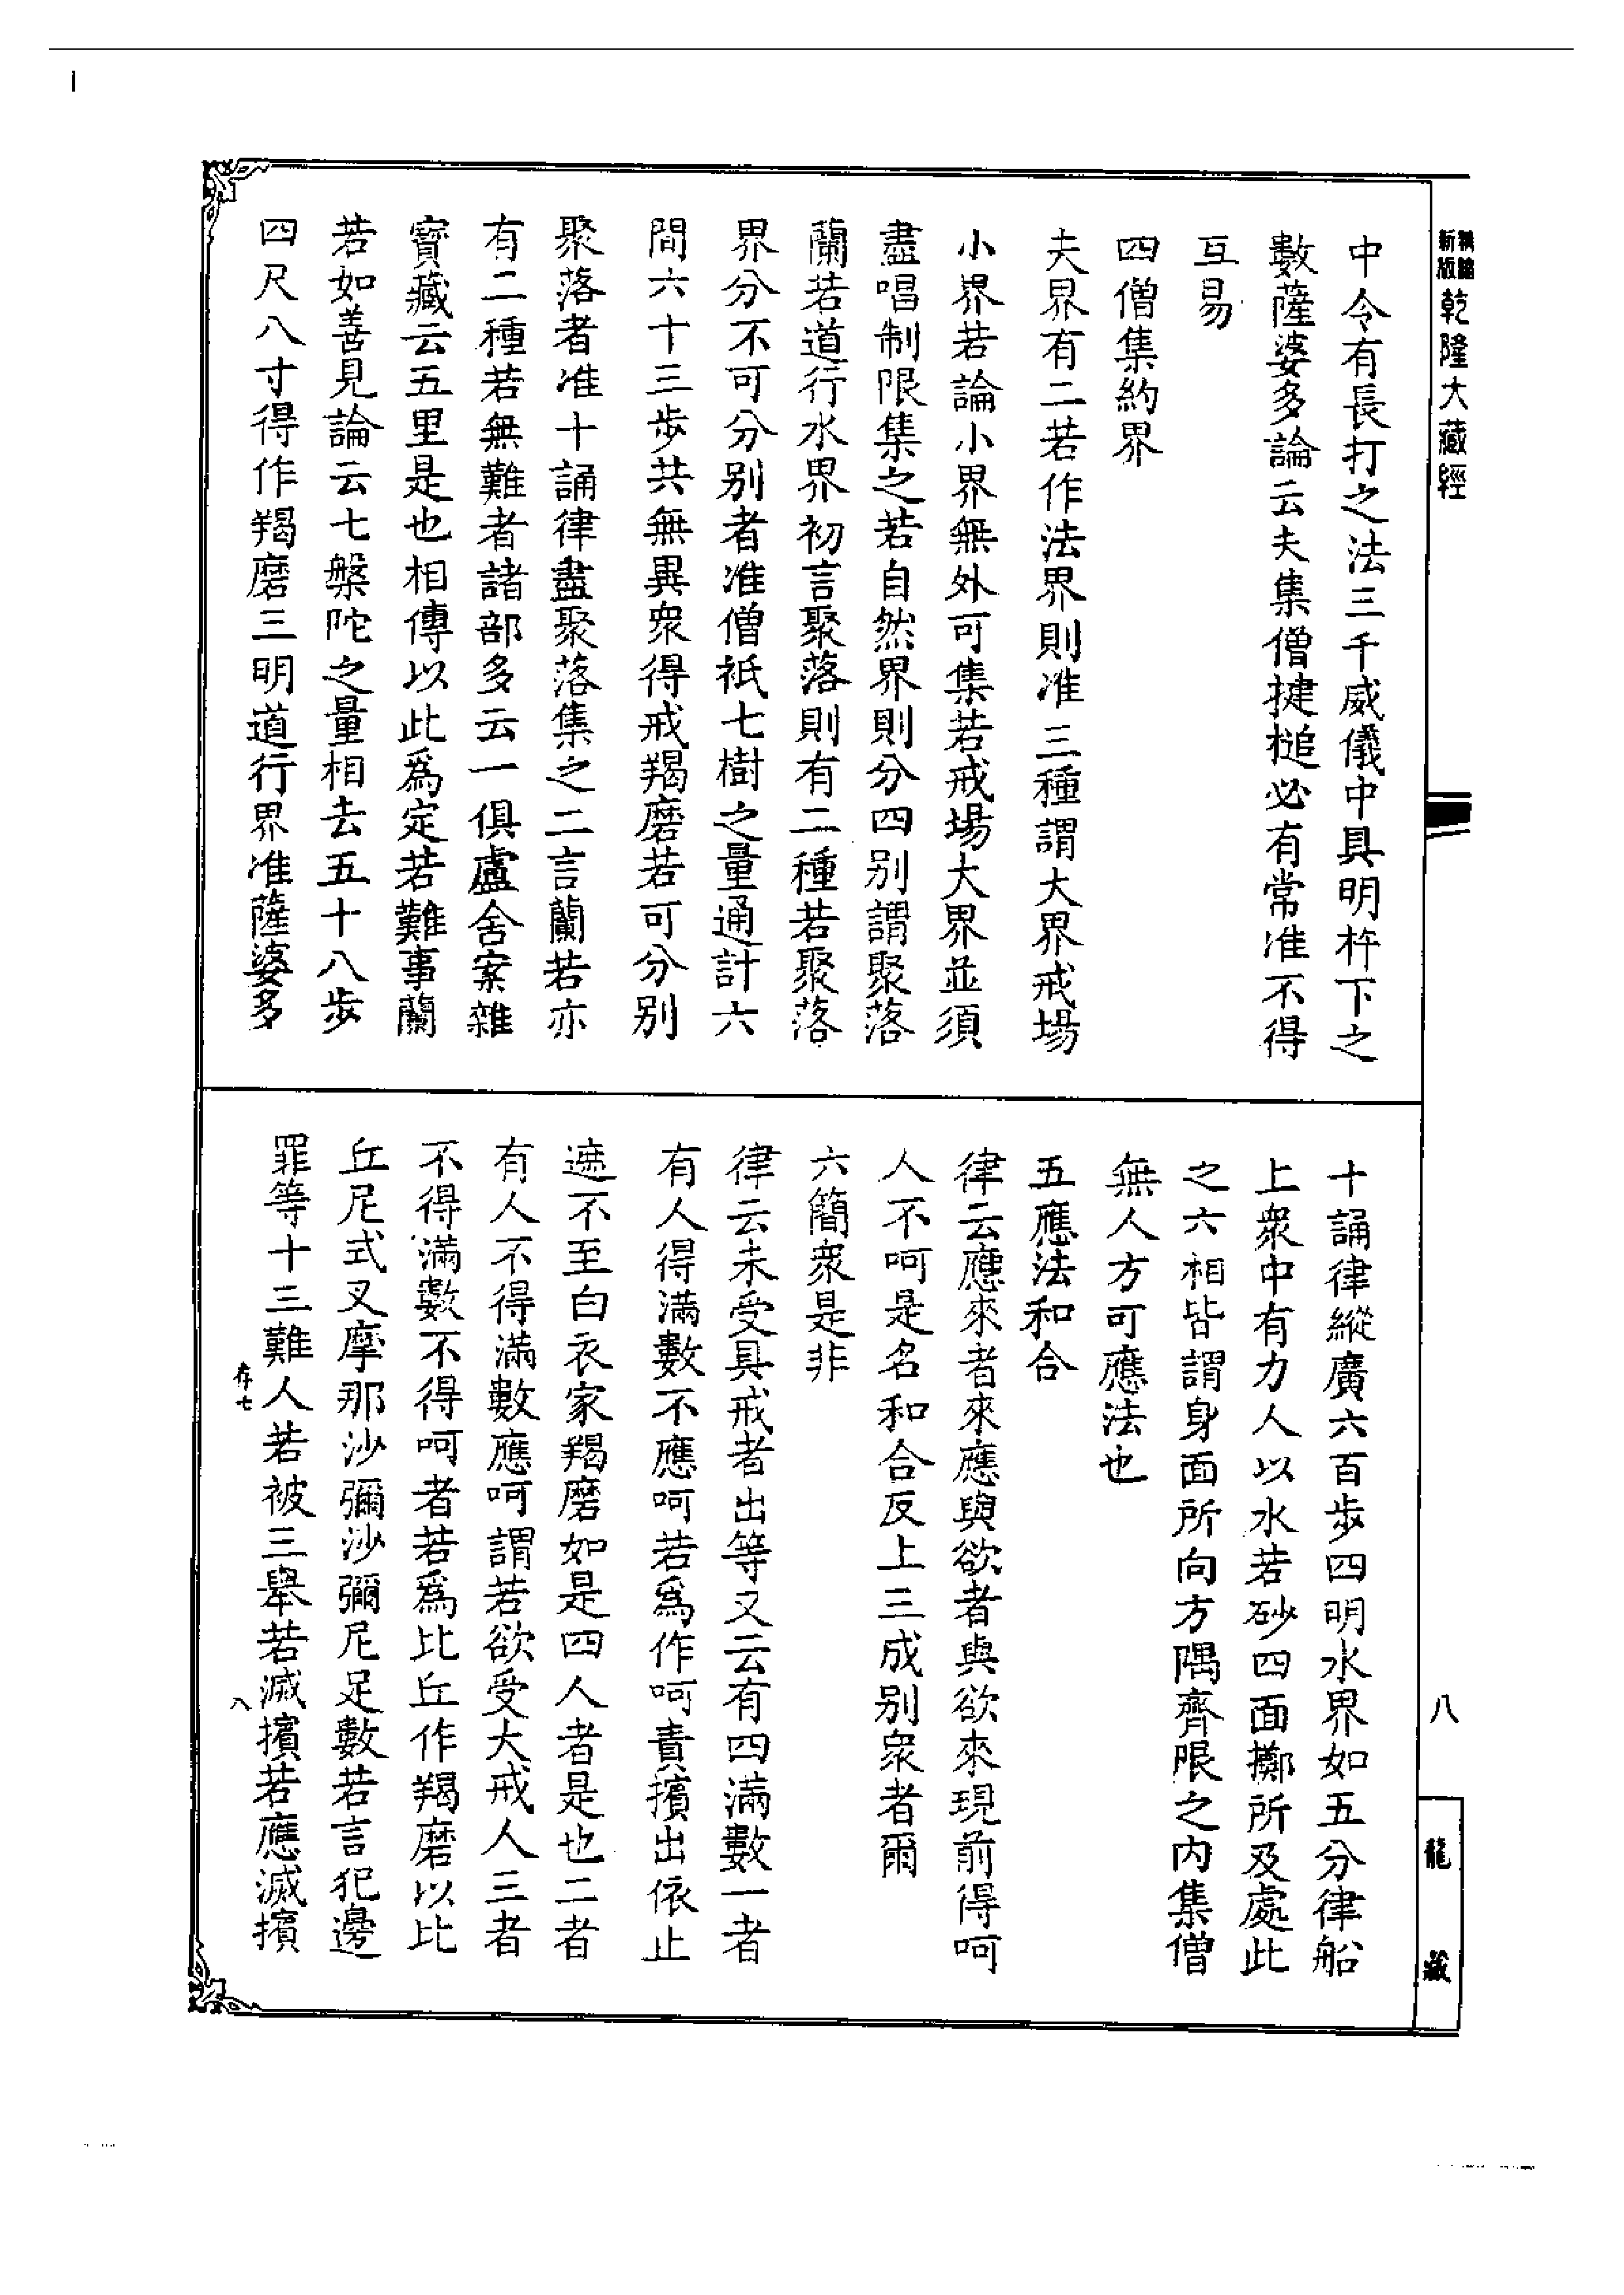 新版
乾隆大藏經
中令有長打之法三千威儀中具明杵下之
數薩婆多論云夫集僧揵槌必有常准不得
互易
四僧集約界
夫界有二若作法界則准三種謂大界戒場
小界若論小界無外可集若戒場大界並須
盡唱制限集之若自然界則分四別謂聚落
蘭若道行水界初言聚落則有二種若聚落
界分不可分別者准僧祇七樹之量通計六
間六十三步共無異眾得戒羯磨若可分別
聚落者准十誦律盡聚落集之二言蘭若亦
有二種若無難者諸部多云一俱盧舍案雜
寶藏云五里是也相傳以此為定若難事蘭
若如善見論云七槃陀之量相去五十八步
四尺八寸得作羯磨三明道行界准薩婆多
十誦律縱廣六百步四明水界如五分律船
上眾中有力人以水若砂四面擲所及處此
之六相皆謂身面所向方隅齊限之內集僧
無人方可應法也
五應法和合
律云應來者來應與欲者與欲來現前得呵
人不呵是名和合反上三成別眾者爾
六簡眾是非
律云未受具戒者出等又云有四滿數一者
有人得滿數不應呵若為作呵責擯出依止
遮不至白衣家羯磨如是四人者是也二者
有人不得滿數應呵謂若欲受大戒人三者
不得滿數不得呵者若為比丘作羯磨以比
丘尼式叉摩那沙彌沙彌尼足數若言犯邊
罪等十三難人若被三舉若滅擯若應滅擯
存七
八
八
龍藏